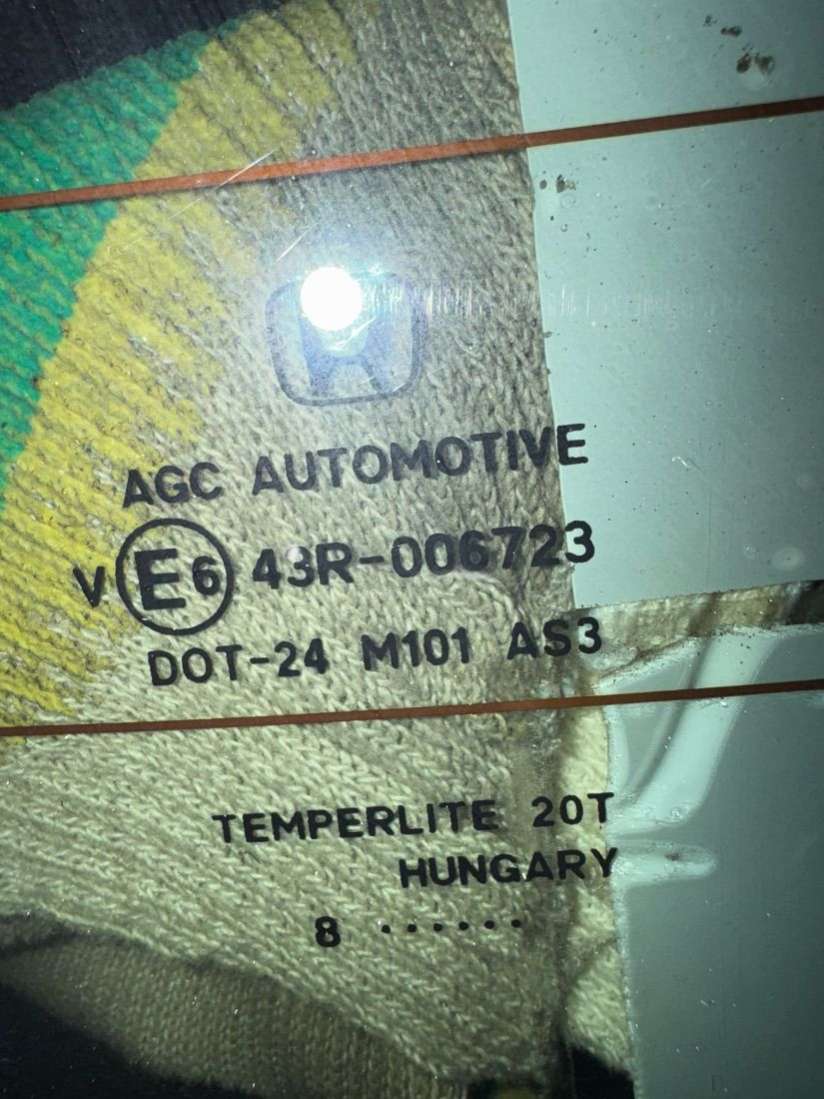 AGC AUTOMOTIVE
V E6 43R-006723
DOT-24 M101 AS3
TEMPERLITE 20T
HUNGARY
8 ······